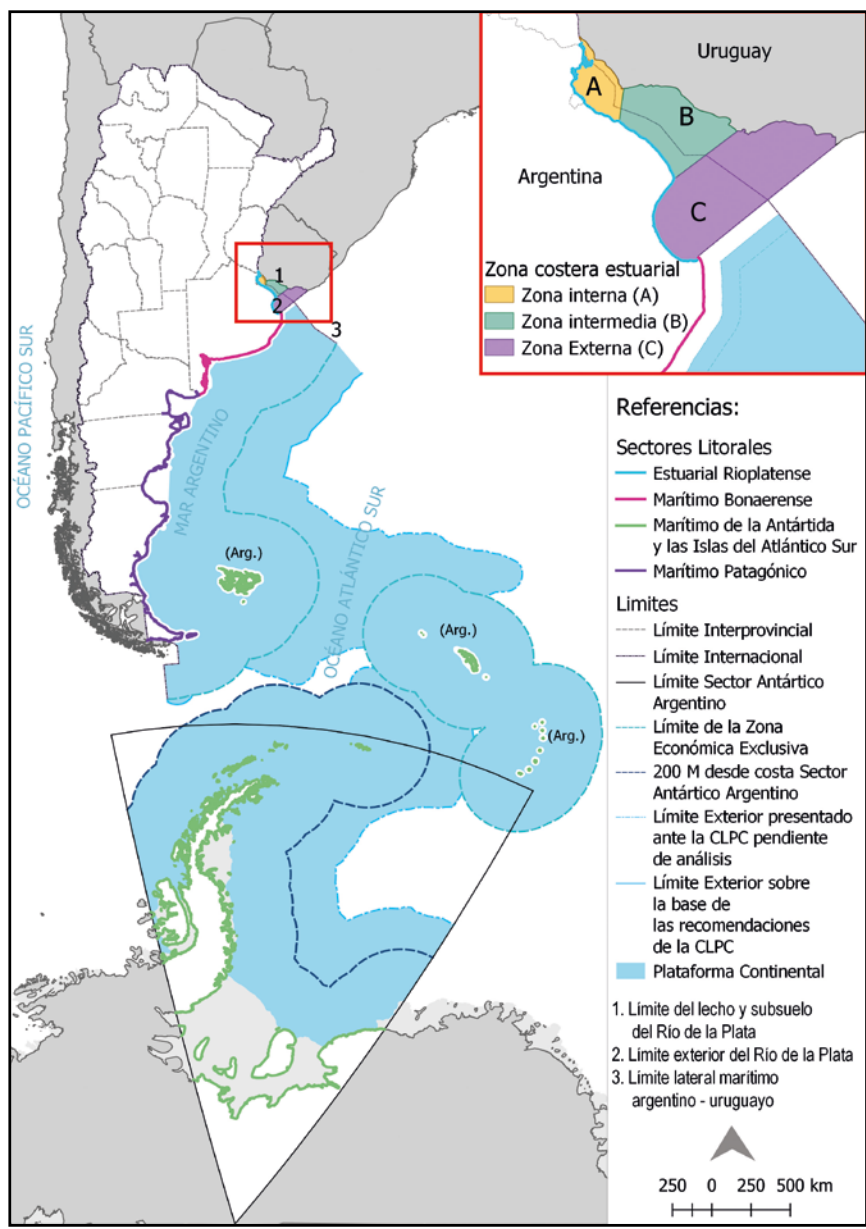 Uruguay
A
B
Argentina
C
Zona costera estuarial
Zona interna (A)
Zona intermedia (B)
Zona Externa (C)
1
2
3
OCÉANO PACÍFICO SUR
MAR ARGENTINO
OCÉANO ATLÁNTICO SUR
(Arg.)
(Arg.)
(Arg.)
Referencias:
Sectores Litorales
Estuarial Rioplatense
Marítimo Bonaerense
Marítimo de la Antártida
y las Islas del Atlántico Sur
Marítimo Patagónico
Limites
Límite Interprovincial
Límite Internacional
Límite Sector Antártico
Argentino
Límite de la Zona
Económica Exclusiva
200 M desde costa Sector
Antártico Argentino
Límite Exterior presentado
ante la CLPC pendiente
de análisis
Límite Exterior sobre
la base de
las recomendaciones
de la CLPC
Plataforma Continental
1. Límite del lecho y subsuelo
del Río de la Plata
2. Límite exterior del Río de la Plata
3. Límite lateral marítimo
argentino - uruguayo
250 0 250 500 km